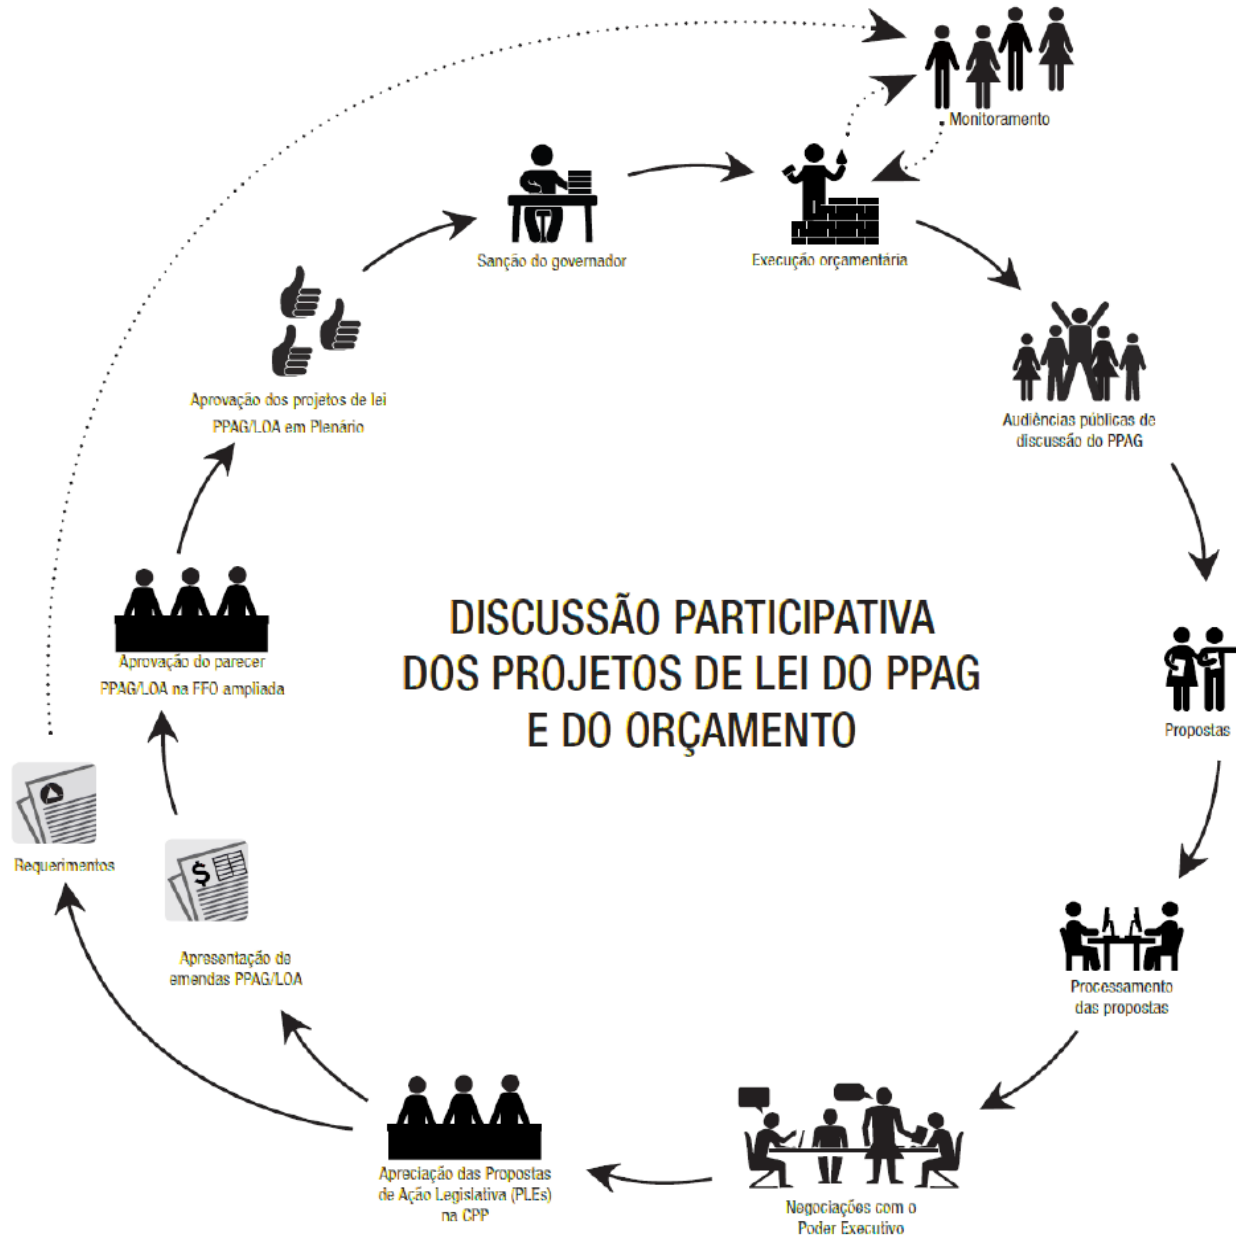 Monitoramento
Sanção do governador
Execução orçamentária
Aprovação dos projetos de lei
PPAG/LOA em Plenário
Audiências públicas de
discussão do PPAG
DISCUSSÃO PARTICIPATIVA
DOS PROJETOS DE LEI DO PPAG
E DO ORÇAMENTO
Aprovação do parecer
PPAG/LOA na FFO ampliada
Propostas
Requerimentos
$
Apresentação de
emendas PPAG/LOA
Processamento
das propostas
Apreciação das Propostas
de Ação Legislativa (PLEs)
na CPP
Negociações com o
Poder Executivo